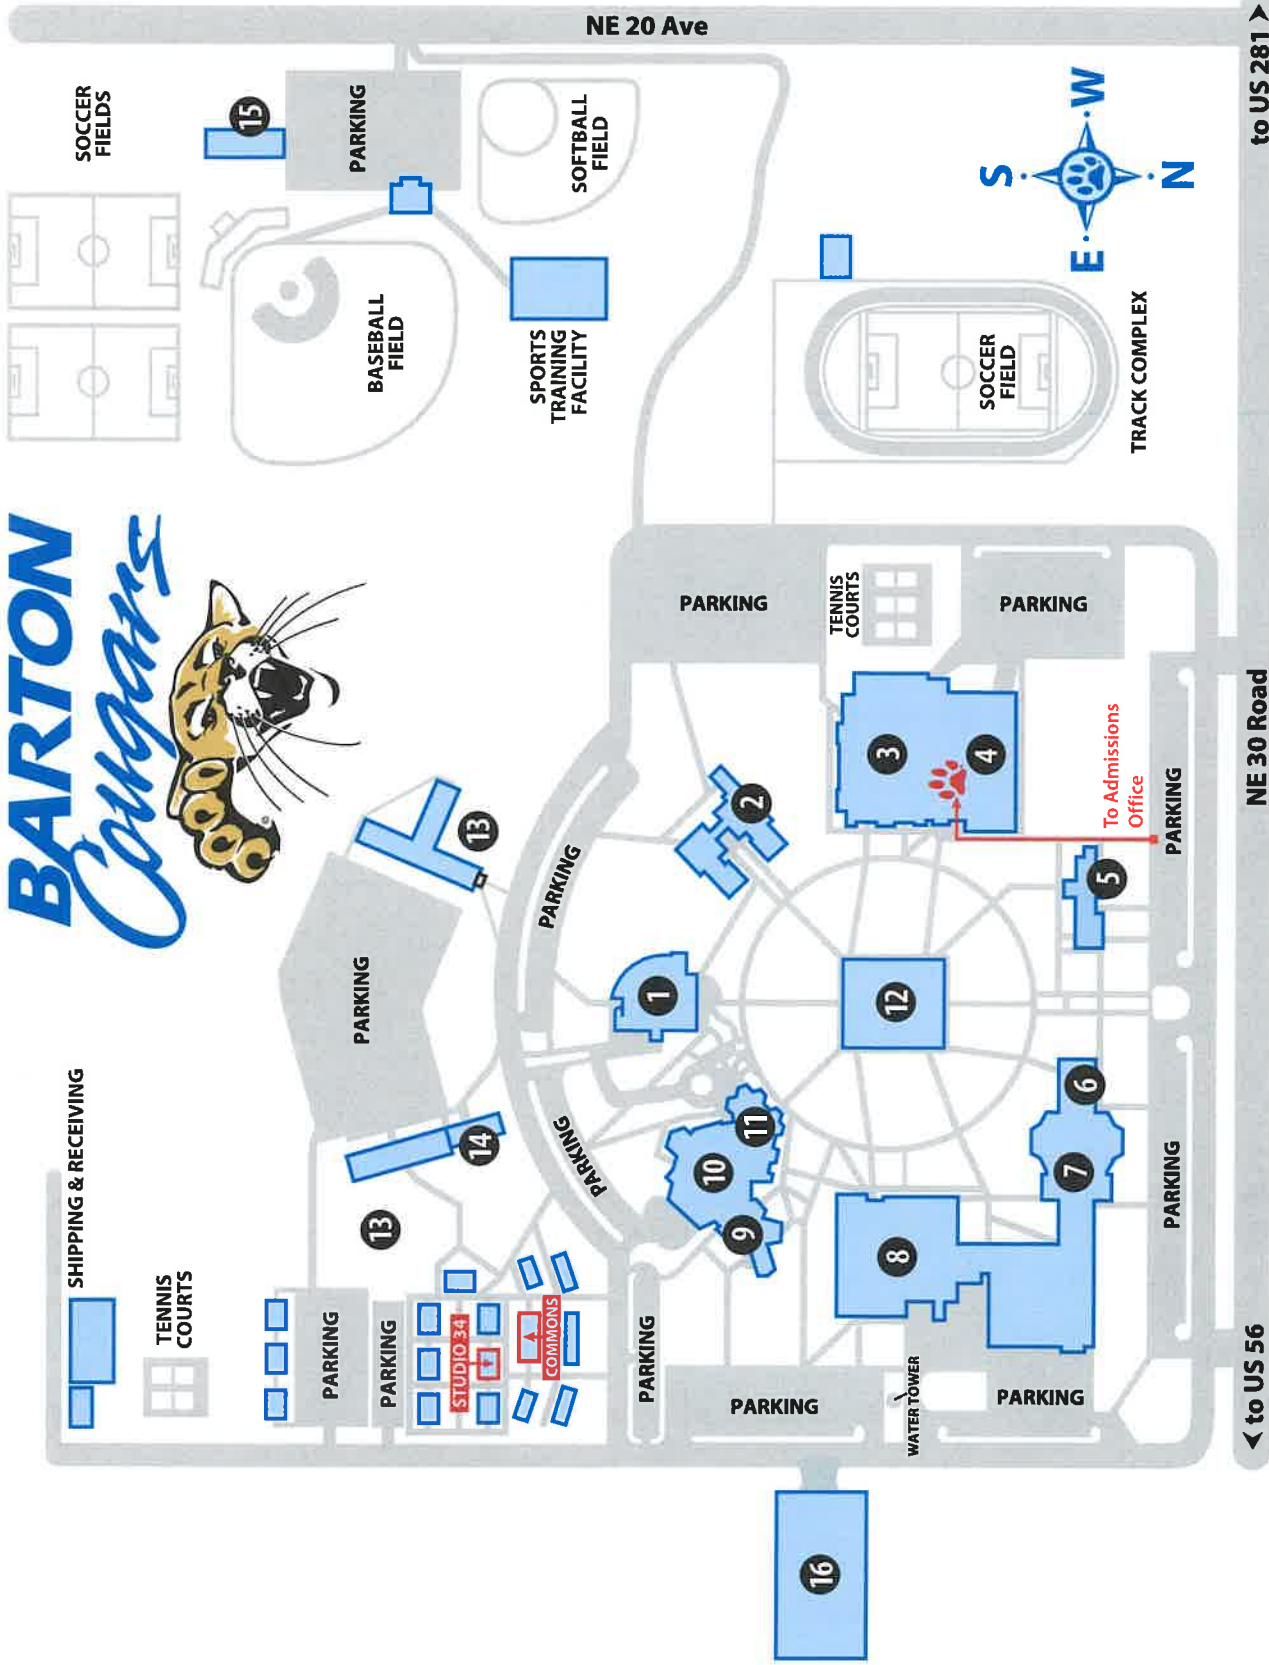 BARTON
Cougars
®
SHIPPING & RECEIVING
TENNIS
COURTS
SOCCER
FIELDS
15
NE 20 Ave
PARKING
BASEBALL
FIELD
SOFTBALL
FIELD
SPORTS
TRAINING
FACILITY
S
E
W
N
SOCCER
FIELD
TRACK COMPLEX
13
PARKING
14
13
PARKING
PARKING
STUDIO 34
COMMONS
PARKING
PARKING
PARKING
PARKING
TENNIS
COURTS
PARKING
1
2
3
4
To Admissions
Office
5
6
7
8
9
10
11
12
PARKING
WATER TOWER
PARKING
16
PARKING
PARKING
< to US 56
NE 30 Road
to US 281 >